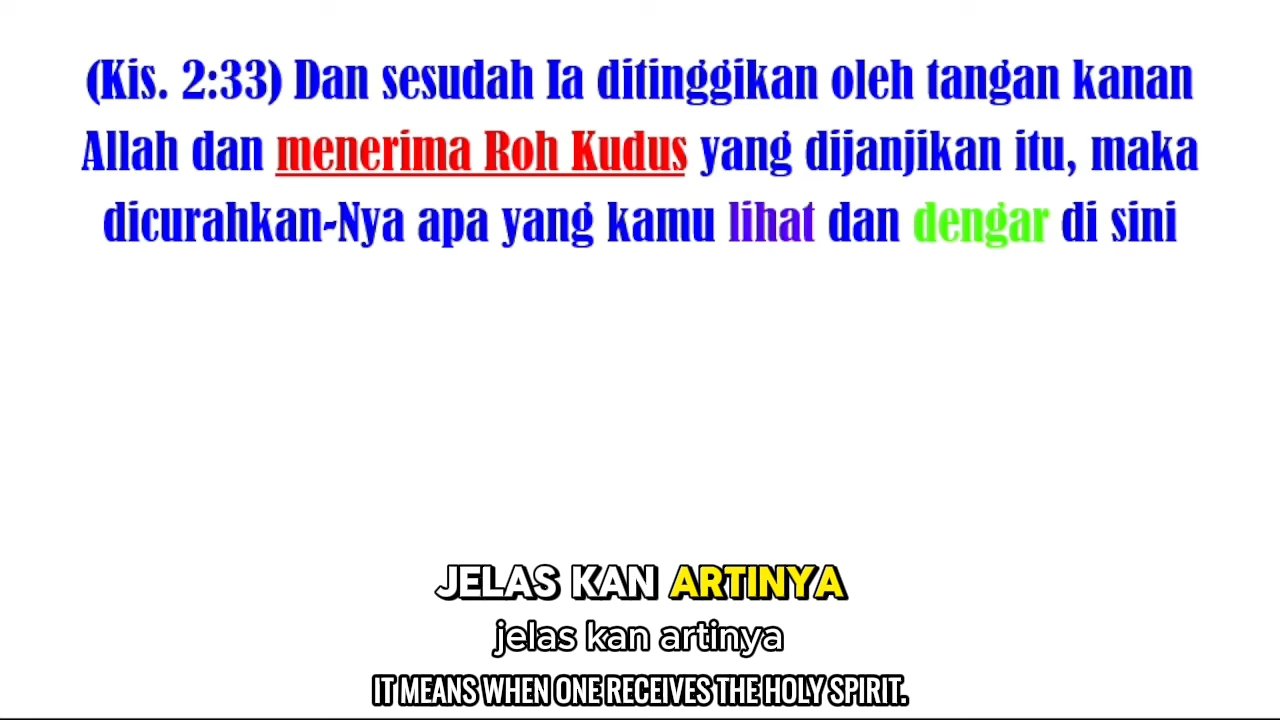 (Kis. 2:33) Dan sesudah Ia ditinggikan oleh tangan kanan
Allah dan menerima Roh Kudus yang dijanjikan itu, maka
dicurahkan-Nya apa yang kamu lihat dan dengar di sini
JELAS KAN ARTINYA
jelas kan artinya
IT MEANS WHEN ONE RECEIVES THE HOLY SPIRIT.